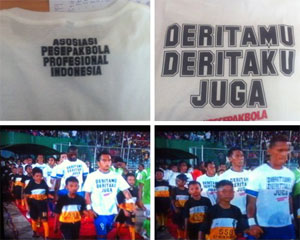 ASOSIASI
PESEPAKBOLA
PROFESIONAL
INDONESIA
DERITAMU
DERITAKU
JUGA
PESEPAKBOLA
DERITAMU
DERITAKU
JUGA
DERITAMU
DERITAKU
JUGA